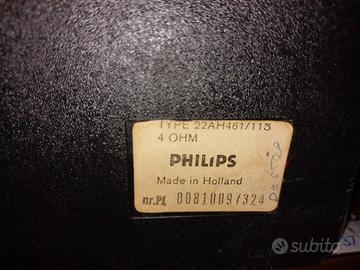 TYPE 22AH461/115
4 OHM
PHILIPS
Made in Holland
nr.PL 00810097324
subito